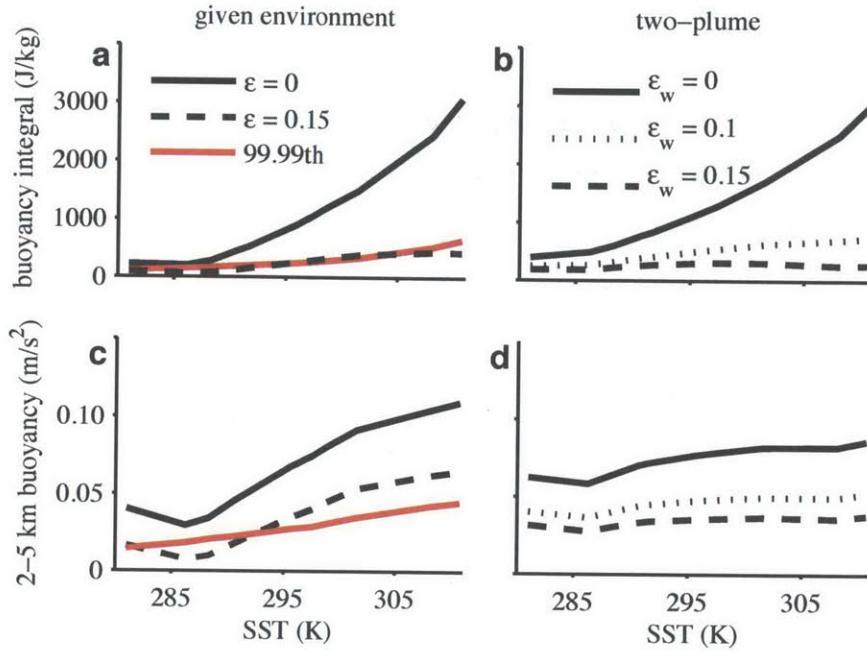 given environment
two−plume
a
b
ε = 0
ε = 0.15
99.99th
ε_w = 0
ε_w = 0.1
ε_w = 0.15
buoyancy integral (J/kg)
3000
2000
1000
0
c
d
2−5 km buoyancy (m/s²)
0.10
0.05
0
285
295
305
285
295
305
SST (K)
SST (K)